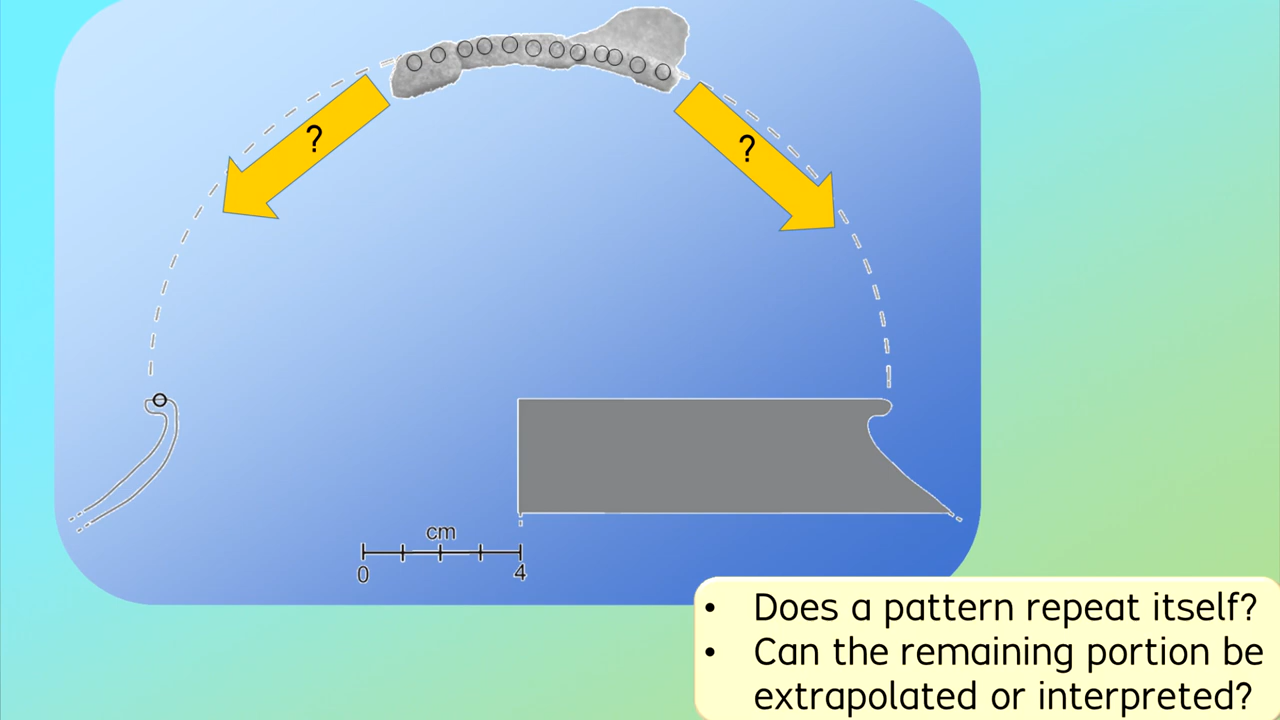 ?
?
cm
0 4
• Does a pattern repeat itself?
• Can the remaining portion be
extrapolated or interpreted?